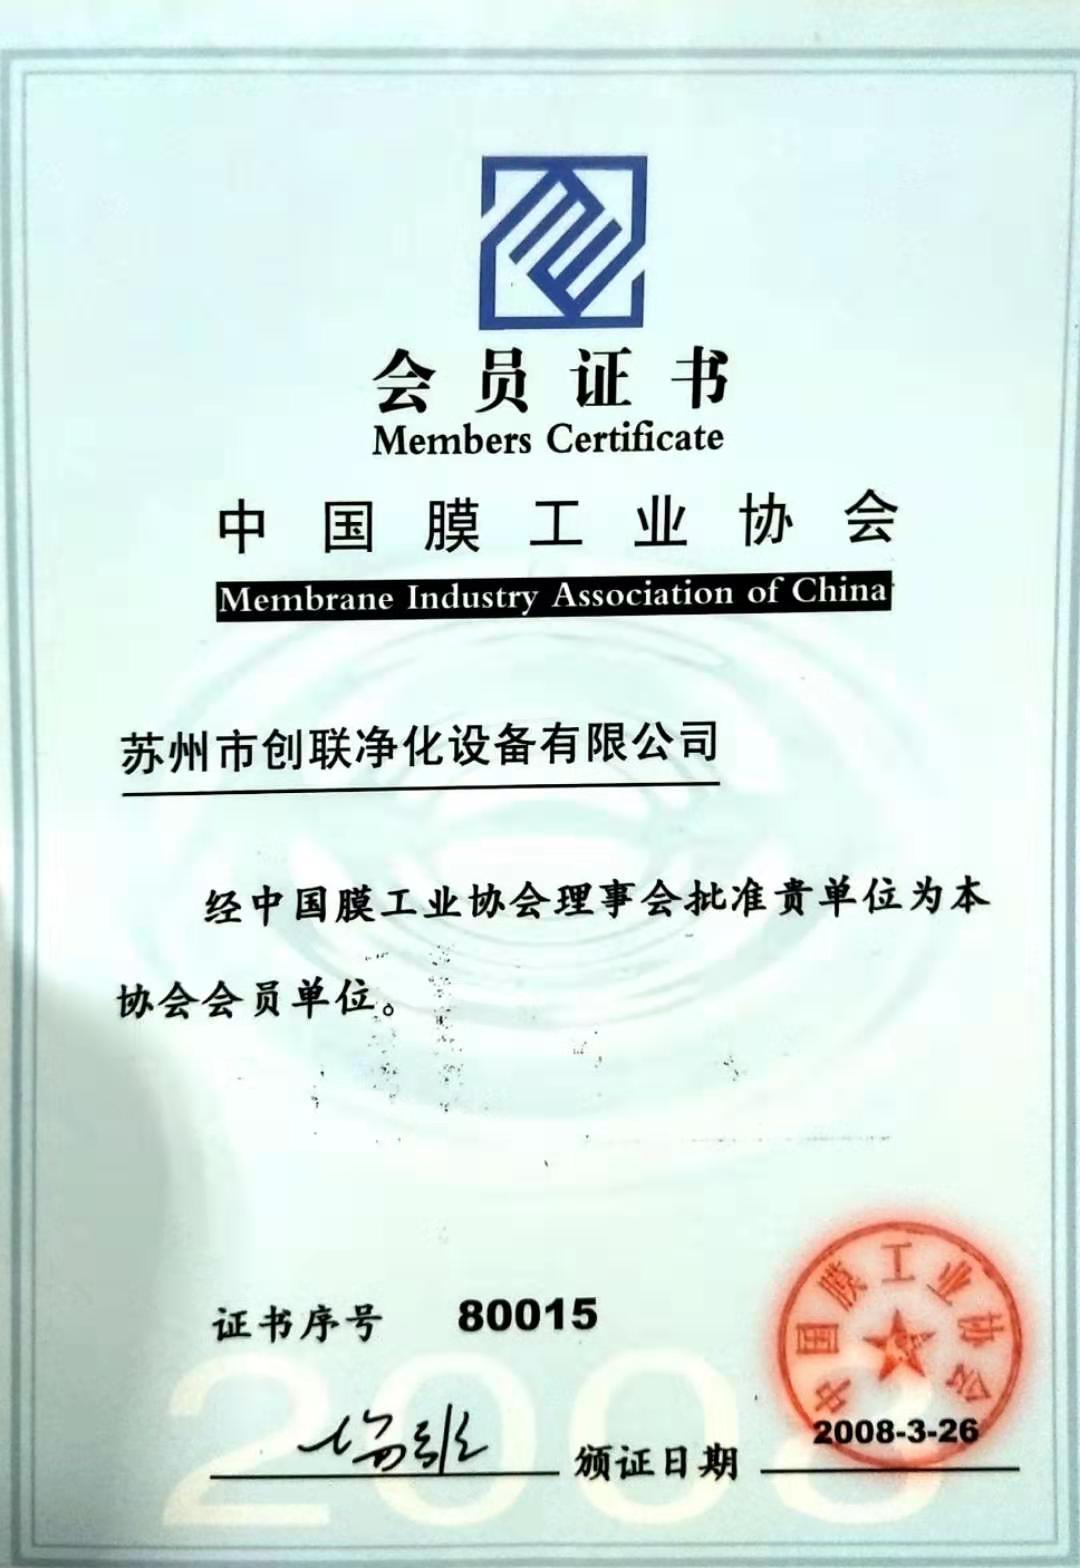 会员证书
Members Certificate
中国膜工业协会
Membrane Industry Association of China
苏州市创联净化设备有限公司
经中国膜工业协会理事会批准贵单位为本
协会会员单位。
证书序号 80015
中国膜工业协会
颁证日期 2008-3-26
2008